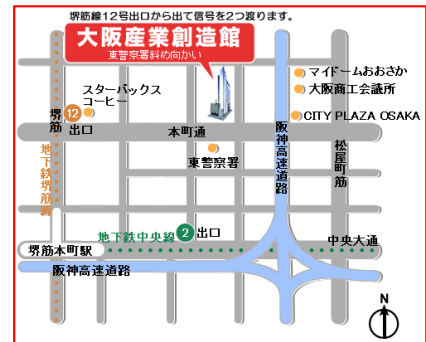 堺筋線12号出口から出て信号を2つ渡ります。
大阪産業創造館
東警察署斜め向かい
マイドームおおさか
大阪商工会議所
スターバックス
コーヒー
CITY PLAZA OSAKA
堺筋
12
出口
本町通
東警察署
阪神高速道路
松屋町筋
地下鉄堺筋線
地下鉄中央線
2
出口
堺筋本町駅
中央大通
阪神高速道路
N